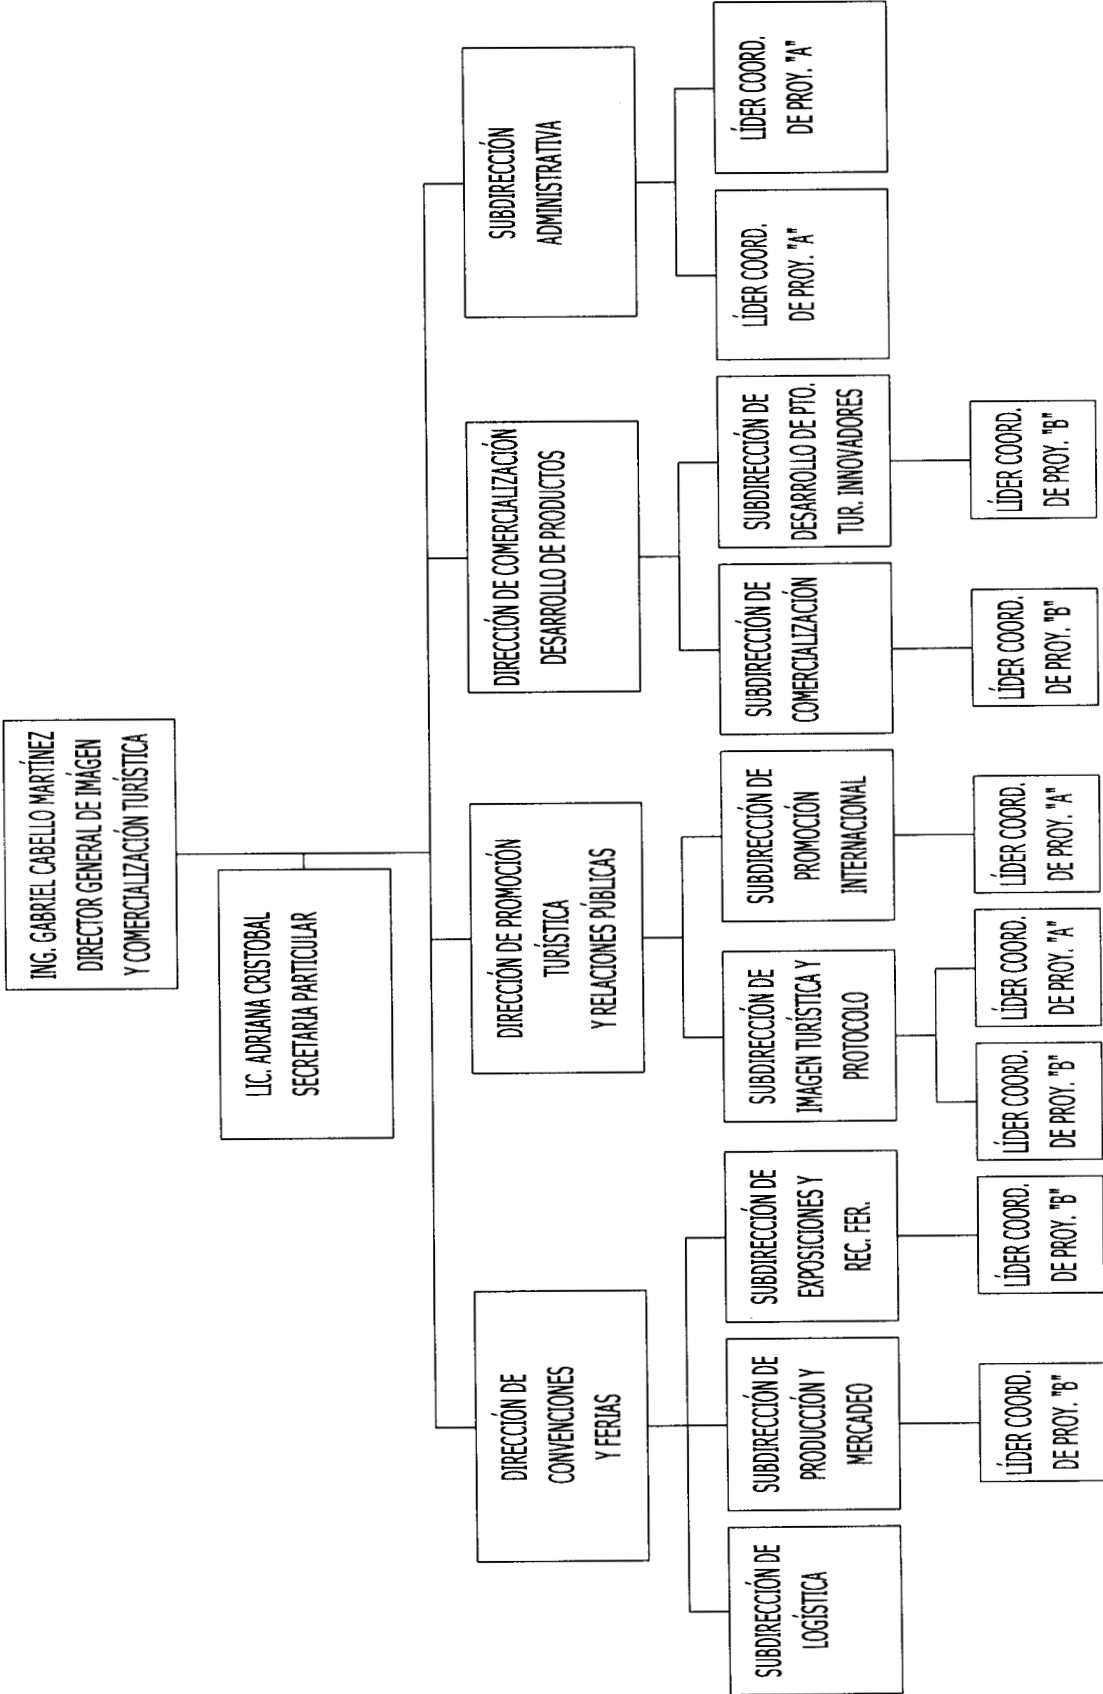 ING. GABRIEL CABELLO MARTÍNEZ
DIRECTOR GENERAL DE IMÁGEN
Y COMERCIALIZACIÓN TURÍSTICA
LIC. ADRIANA CRISTOBAL
SECRETARIA PARTICULAR
DIRECCIÓN DE
CONVENCIONES
Y FERIAS
DIRECCIÓN DE PROMOCIÓN
TURÍSTICA
Y RELACIONES PÚBLICAS
DIRECCIÓN DE COMERCIALIZACIÓN
DESARROLLO DE PRODUCTOS
SUBDIRECCIÓN
ADMINISTRATIVA
SUBDIRECCIÓN DE
LOGÍSTICA
SUBDIRECCIÓN DE
PRODUCCIÓN Y
MERCADEO
SUBDIRECCIÓN DE
EXPOSICIONES Y
REC. FER.
SUBDIRECCIÓN DE
IMAGEN TURÍSTICA Y
PROTOCOLO
SUBDIRECCIÓN DE
PROMOCIÓN
INTERNACIONAL
SUBDIRECCIÓN DE
COMERCIALIZACIÓN
SUBDIRECCIÓN DE
DESARROLLO DE PTO.
TUR. INNOVADORES
LÍDER COORD.
DE PROY. "A"
LÍDER COORD.
DE PROY. "A"
LÍDER COORD.
DE PROY. "B"
LÍDER COORD.
DE PROY. "B"
LÍDER COORD.
DE PROY. "B"
LÍDER COORD.
DE PROY. "A"
LÍDER COORD.
DE PROY. "A"
LÍDER COORD.
DE PROY. "B"
LÍDER COORD.
DE PROY. "B"